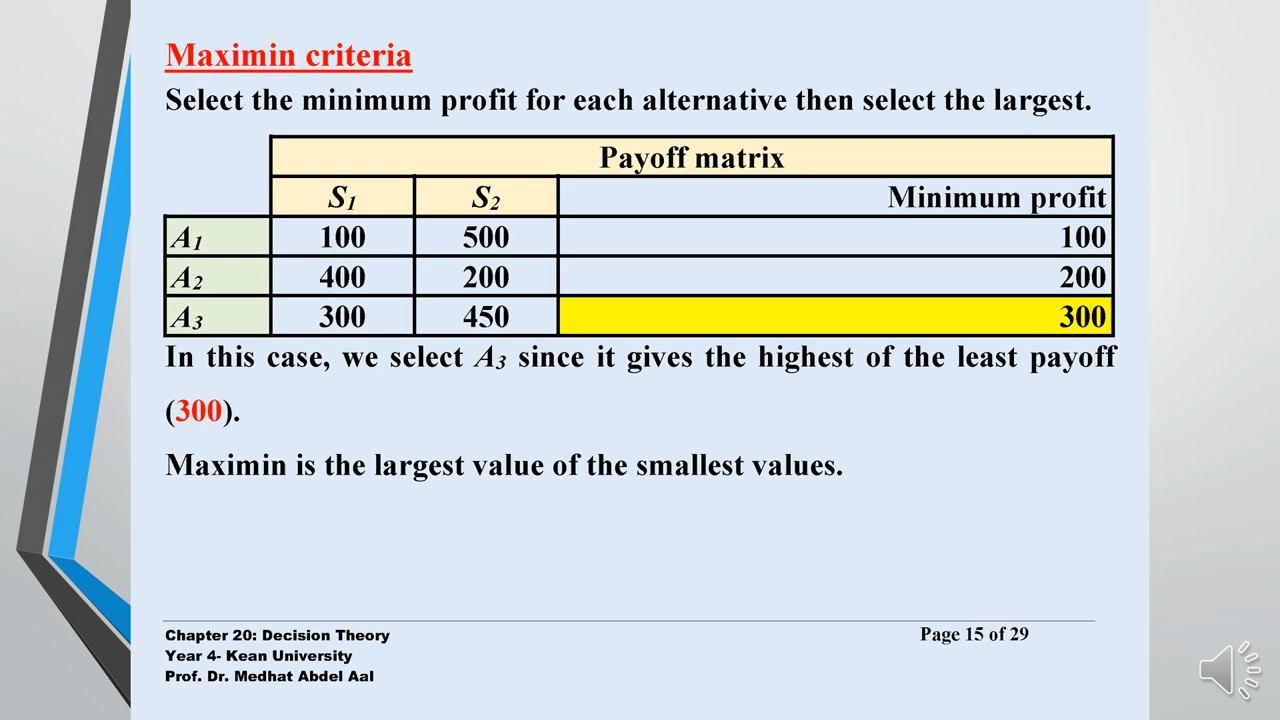 Maximin criteria
Select the minimum profit for each alternative then select the largest.
Payoff matrix
S1 S2 Minimum profit
A1 100 500 100
A2 400 200 200
A3 300 450 300
In this case, we select A3 since it gives the highest of the least payoff
(300).
Maximin is the largest value of the smallest values.
Chapter 20: Decision Theory Page 15 of 29
Year 4- Kean University
Prof. Dr. Medhat Abdel Aal